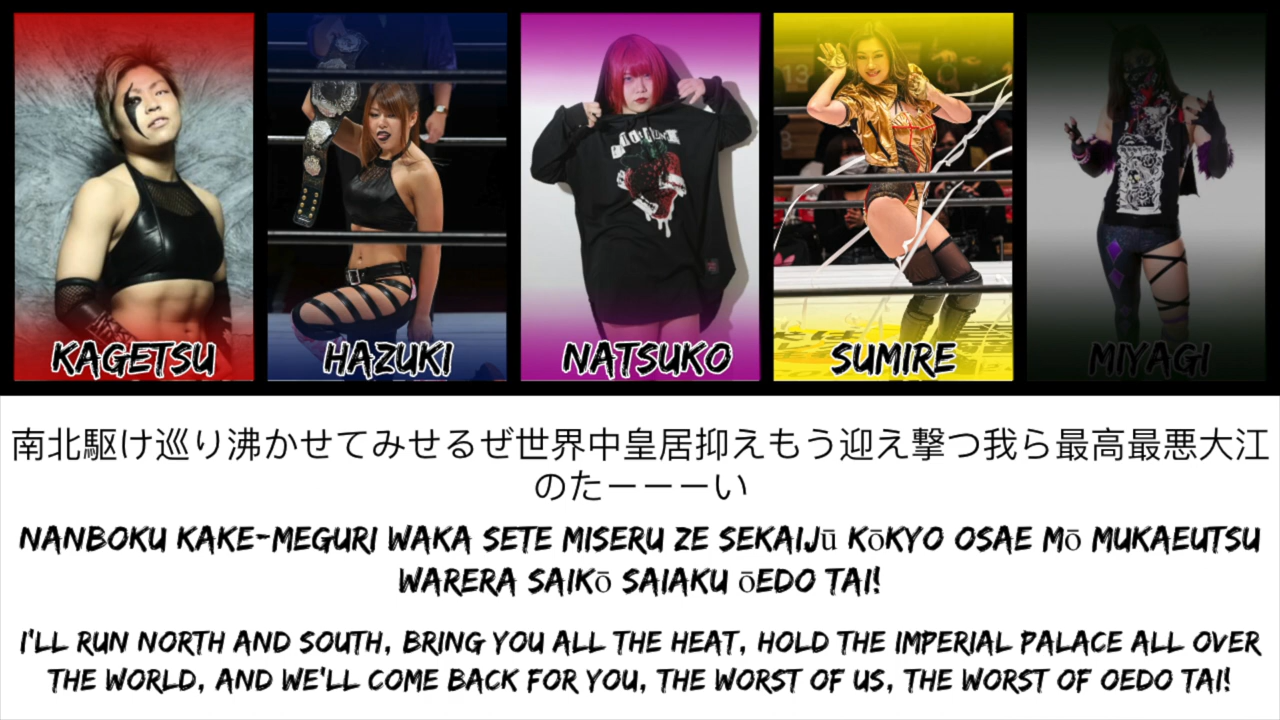 KAGETSU
HAZUKI
NATSUKO
SUMIRE
MIYAGI
南北駆け巡り沸かせてみせるぜ世界中皇居抑えもう迎え撃つ我ら最高最悪大江
のたーーーい
NANBOKU KAKE-MEGURI WAKA SETE MISERU ZE SEKAIJū KōKYO OSAE Mō MUKAEUTSU
WARERA SAIKō SAIAKU ōEDO TAI!
I'LL RUN NORTH AND SOUTH, BRING YOU ALL THE HEAT, HOLD THE IMPERIAL PALACE ALL OVER
THE WORLD, AND WE'LL COME BACK FOR YOU, THE WORST OF US, THE WORST OF OEDO TAI!